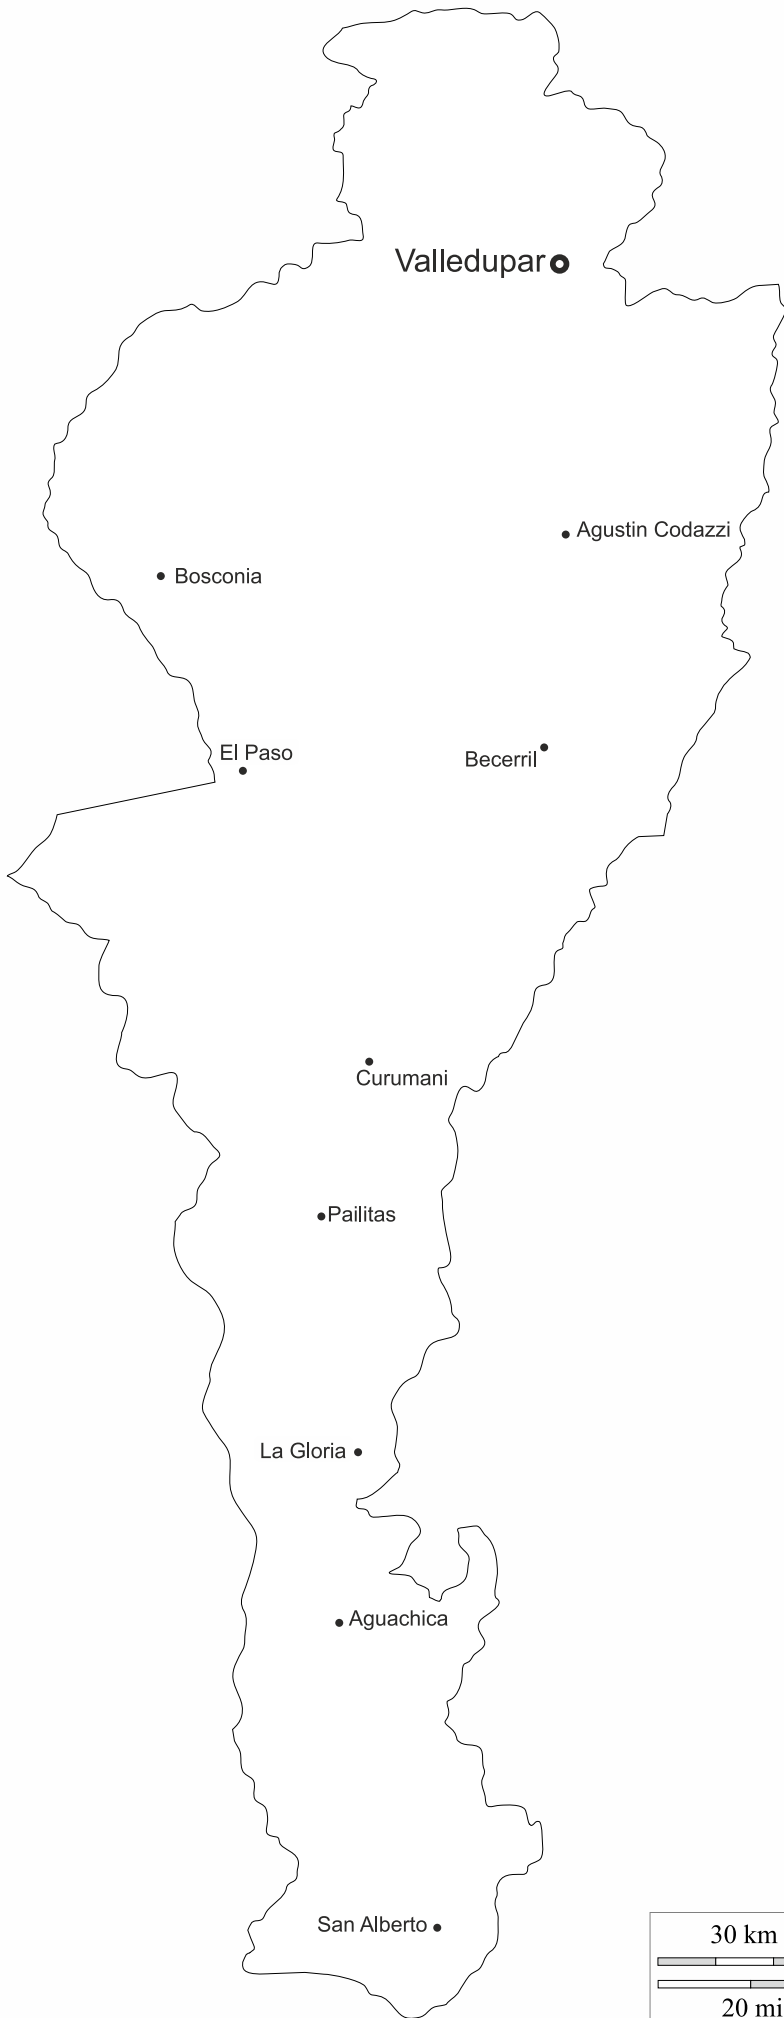 Valledupar
Agustin Codazzi
Bosconia
El Paso
Becerril
Curumani
Pailitas
La Gloria
Aguachica
San Alberto
30 km
20 mi